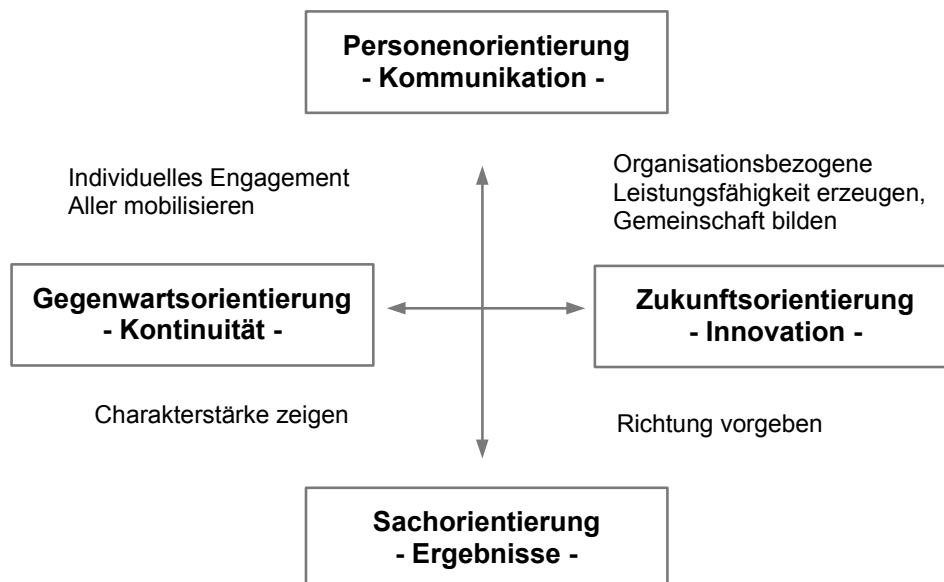 Personenorientierung
- Kommunikation -
Individuelles Engagement
Aller mobilisieren
Organisationsbezogene
Leistungsfähigkeit erzeugen,
Gemeinschaft bilden
Gegenwartsorientierung
- Kontinuität -
Zukunftsorientierung
- Innovation -
Charakterstärke zeigen
Richtung vorgeben
Sachorientierung
- Ergebnisse -